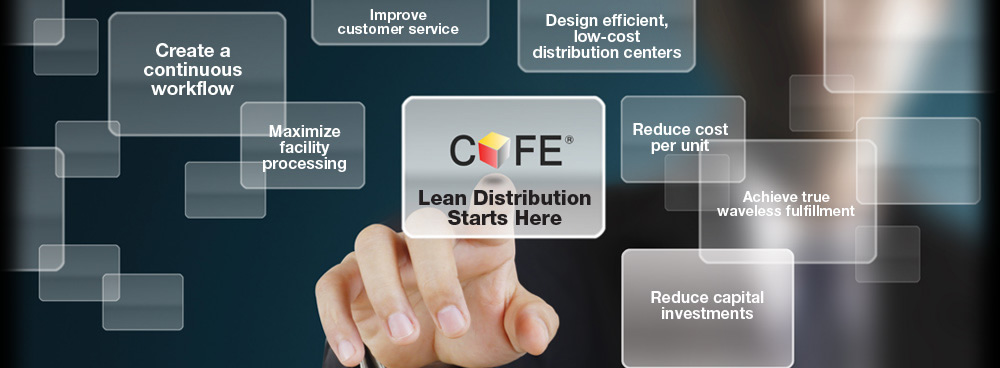 Improve
customer service
Design efficient,
low-cost
distribution centers
Create a
continuous
workflow
Maximize
facility
processing
C FE®
Lean Distribution
Starts Here
Reduce cost
per unit
Achieve true
waveless fulfillment
Reduce capital
investments